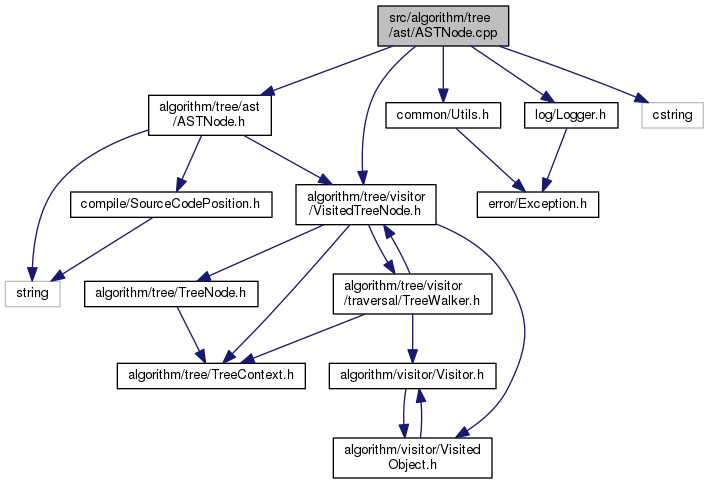 src/algorithm/tree
/ast/ASTNode.cpp
algorithm/tree/ast
/ASTNode.h
common/Utils.h
log/Logger.h
cstring
compile/SourceCodePosition.h
algorithm/tree/visitor
/VisitedTreeNode.h
error/Exception.h
string
algorithm/tree/TreeNode.h
algorithm/tree/visitor
/traversal/TreeWalker.h
algorithm/tree/TreeContext.h
algorithm/visitor/Visitor.h
algorithm/visitor/Visited
Object.h